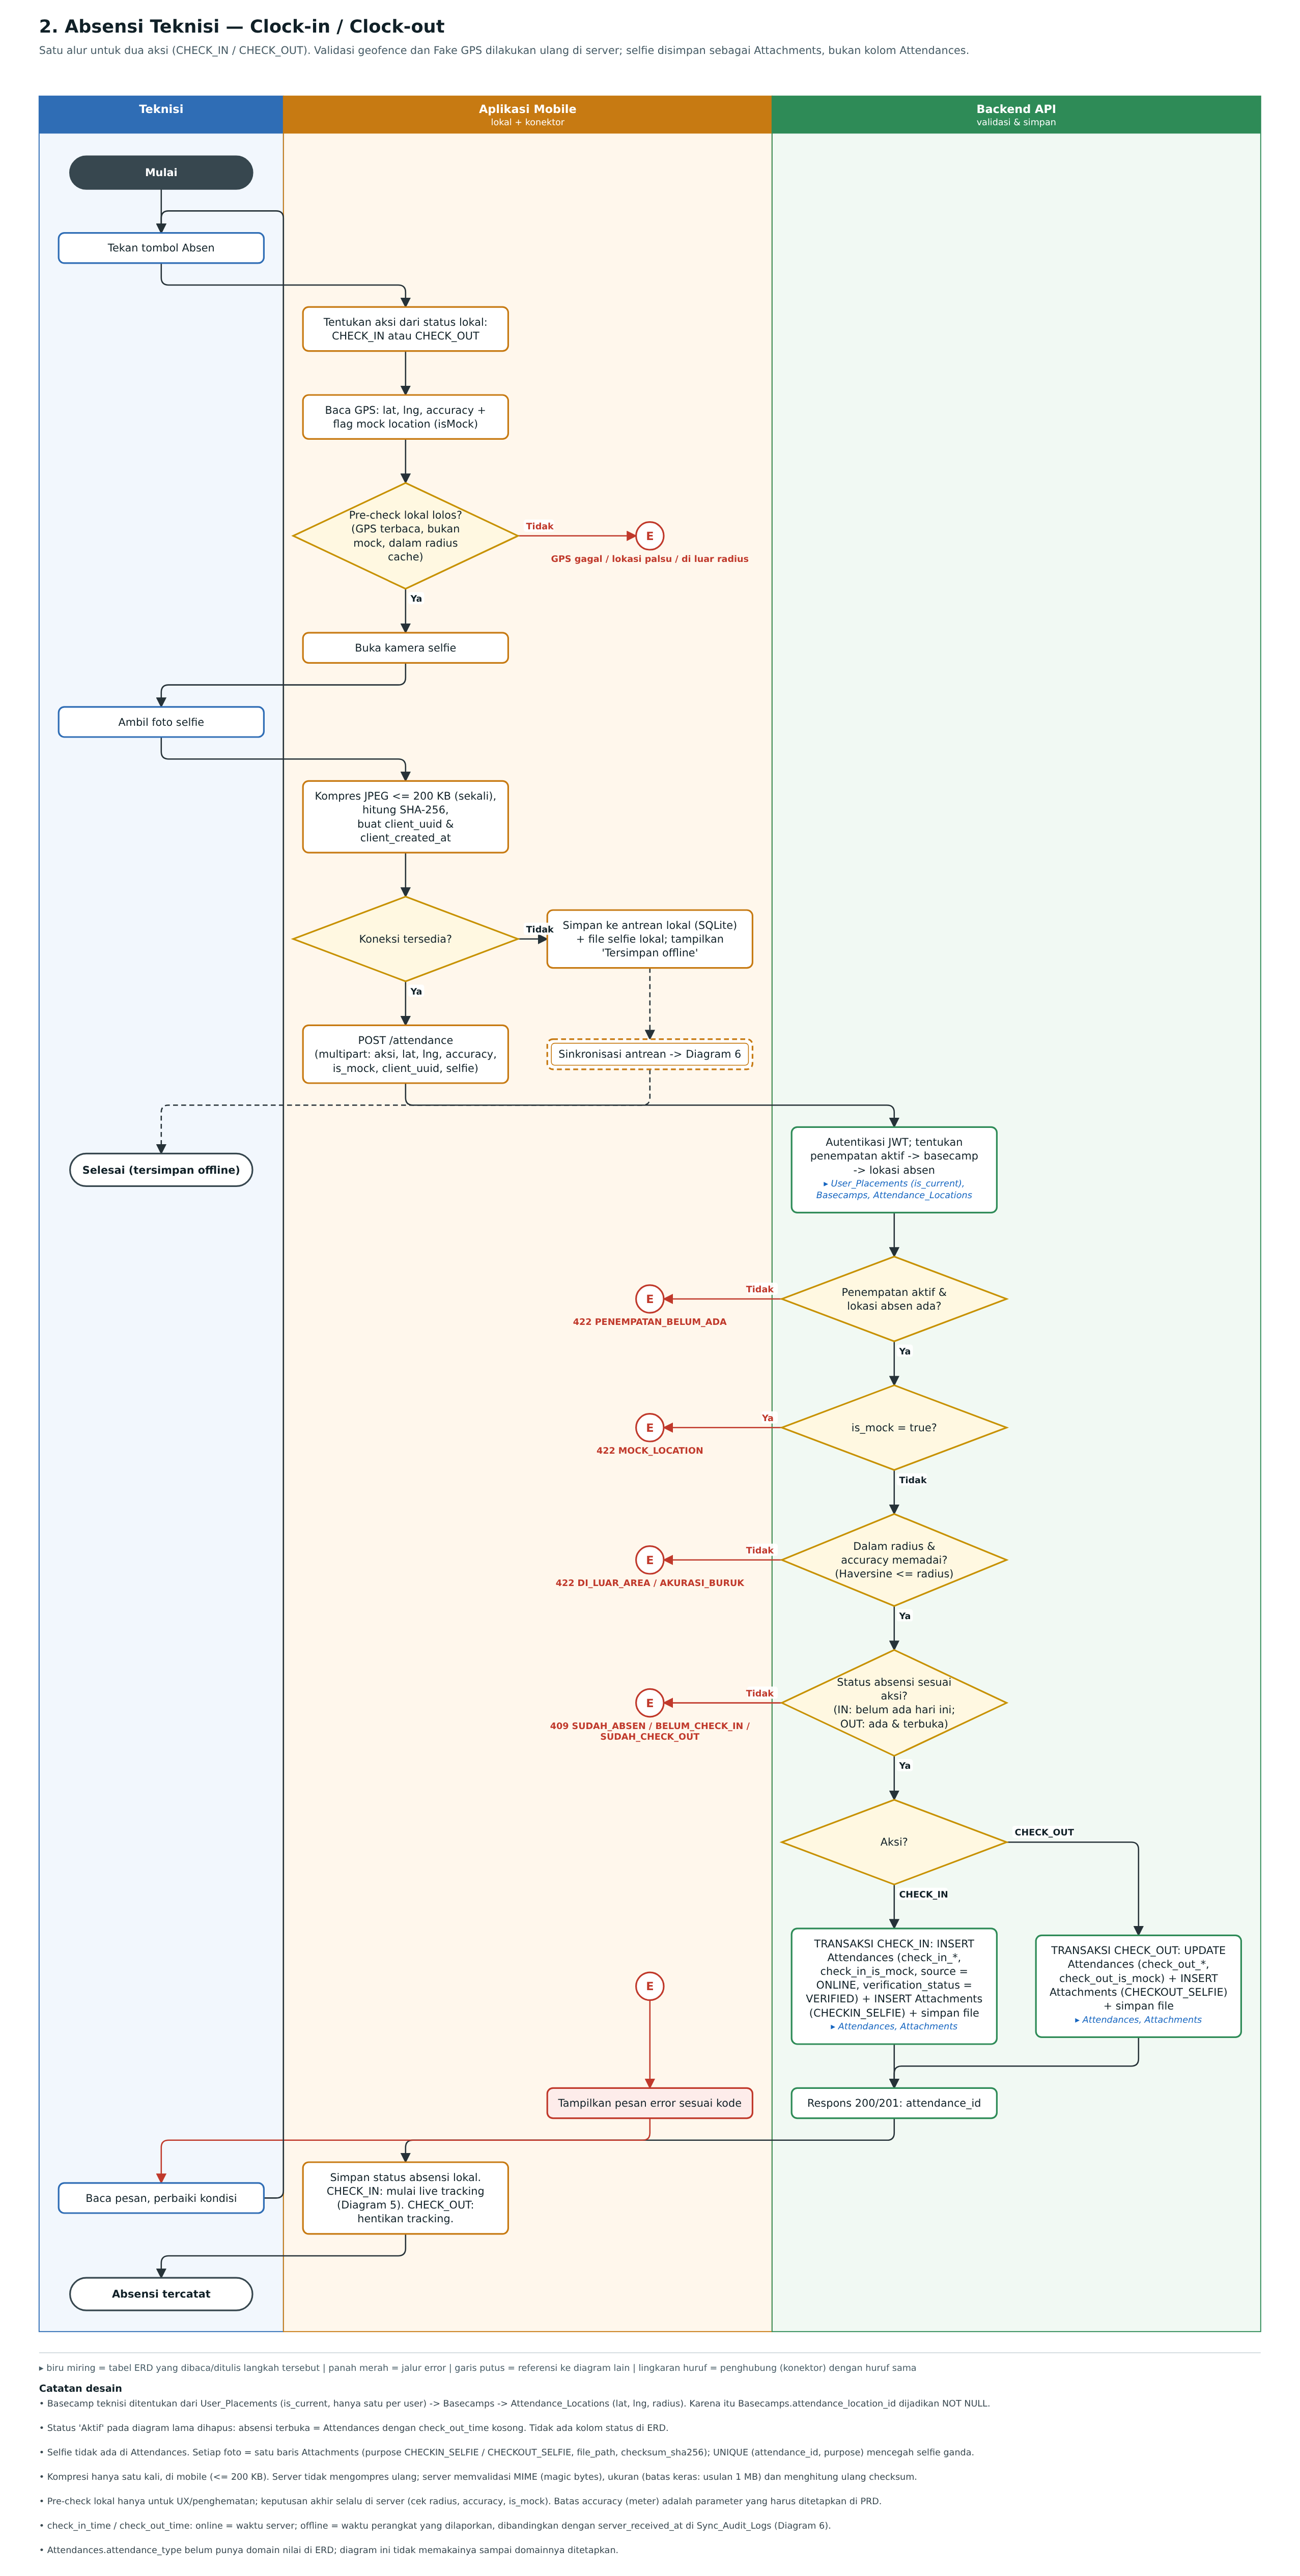 2. Absensi Teknisi — Clock-in / Clock-out
Satu alur untuk dua aksi (CHECK_IN / CHECK_OUT). Validasi geofence dan Fake GPS dilakukan ulang di server; selfie disimpan sebagai Attachments, bukan kolom Attendances.
Teknisi
Aplikasi Mobile
lokal + konektor
Backend API
validasi & simpan
Mulai
Tekan tombol Absen
Tentukan aksi dari status lokal:
CHECK_IN atau CHECK_OUT
Baca GPS: lat, lng, accuracy +
flag mock location (isMock)
Pre-check lokal lolos?
(GPS terbaca, bukan
mock, dalam radius
cache)
Tidak
E
GPS gagal / lokasi palsu / di luar radius
Ya
Buka kamera selfie
Ambil foto selfie
Kompres JPEG <= 200 KB (sekali),
hitung SHA-256,
buat client_uuid &
client_created_at
Koneksi tersedia?
Tidak
Simpan ke antrean lokal (SQLite)
+ file selfie lokal; tampilkan
'Tersimpan offline'
Ya
POST /attendance
(multipart: aksi, lat, lng, accuracy,
is_mock, client_uuid, selfie)
Sinkronisasi antrean -> Diagram 6
Selesai (tersimpan offline)
Autentikasi JWT; tentukan
penempatan aktif -> basecamp
-> lokasi absen
▸ User_Placements (is_current),
Basecamps, Attendance_Locations
Penempatan aktif &
lokasi absen ada?
Tidak
E
422 PENEMPATAN_BELUM_ADA
Ya
is_mock = true?
Ya
E
422 MOCK_LOCATION
Tidak
Dalam radius &
accuracy memadai?
(Haversine <= radius)
Tidak
E
422 DI_LUAR_AREA / AKURASI_BURUK
Ya
Status absensi sesuai
aksi?
(IN: belum ada hari ini;
OUT: ada & terbuka)
Tidak
E
409 SUDAH_ABSEN / BELUM_CHECK_IN /
SUDAH_CHECK_OUT
Ya
Aksi?
CHECK_OUT
CHECK_IN
TRANSAKSI CHECK_IN: INSERT
Attendances (check_in_*,
check_in_is_mock, source =
ONLINE, verification_status =
VERIFIED) + INSERT Attachments
(CHECKIN_SELFIE) + simpan file
▸ Attendances, Attachments
TRANSAKSI CHECK_OUT: UPDATE
Attendances (check_out_*,
check_out_is_mock) + INSERT
Attachments (CHECKOUT_SELFIE)
+ simpan file
▸ Attendances, Attachments
E
Tampilkan pesan error sesuai kode
Respons 200/201: attendance_id
Baca pesan, perbaiki kondisi
Simpan status absensi lokal.
CHECK_IN: mulai live tracking
(Diagram 5). CHECK_OUT:
hentikan tracking.
Absensi tercatat
▸ biru miring = tabel ERD yang dibaca/ditulis langkah tersebut | panah merah = jalur error | garis putus = referensi ke diagram lain | lingkaran huruf = penghubung (konektor) dengan huruf sama
Catatan desain
• Basecamp teknisi ditentukan dari User_Placements (is_current, hanya satu per user) -> Basecamps -> Attendance_Locations (lat, lng, radius). Karena itu Basecamps.attendance_location_id dijadikan NOT NULL.
• Status 'Aktif' pada diagram lama dihapus: absensi terbuka = Attendances dengan check_out_time kosong. Tidak ada kolom status di ERD.
• Selfie tidak ada di Attendances. Setiap foto = satu baris Attachments (purpose CHECKIN_SELFIE / CHECKOUT_SELFIE, file_path, checksum_sha256); UNIQUE (attendance_id, purpose) mencegah selfie ganda.
• Kompresi hanya satu kali, di mobile (<= 200 KB). Server tidak mengompres ulang; server memvalidasi MIME (magic bytes), ukuran (batas keras: usulan 1 MB) dan menghitung ulang checksum.
• Pre-check lokal hanya untuk UX/penghematan; keputusan akhir selalu di server (cek radius, accuracy, is_mock). Batas accuracy (meter) adalah parameter yang harus ditetapkan di PRD.
• check_in_time / check_out_time: online = waktu server; offline = waktu perangkat yang dilaporkan, dibandingkan dengan server_received_at di Sync_Audit_Logs (Diagram 6).
• Attendances.attendance_type belum punya domain nilai di ERD; diagram ini tidak memakainya sampai domainnya ditetapkan.